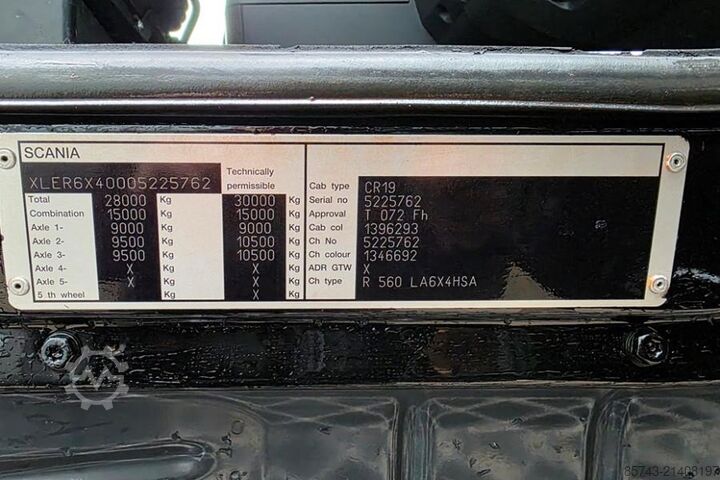 SCANIA
XLER6X40005225762 Technically permissible
Total 28000 Kg 30000 Kg
Combination 15000 Kg 15000 Kg
Axle 1- 9000 Kg 9000 Kg
Axle 2- 9500 Kg 10500 Kg
Axle 3- 9500 Kg 10500 Kg
Axle 4- X Kg X Kg
Axle 5- X Kg X Kg
5 th wheel X Kg X Kg
Cab type CR19
Serial no 5225762
Approval T 072 Fh
Cab col 1396293
Ch No 5225762
Ch colour 1346692
ADR GTW X
Ch type R 560 LA6X4HSA
85743-21408197